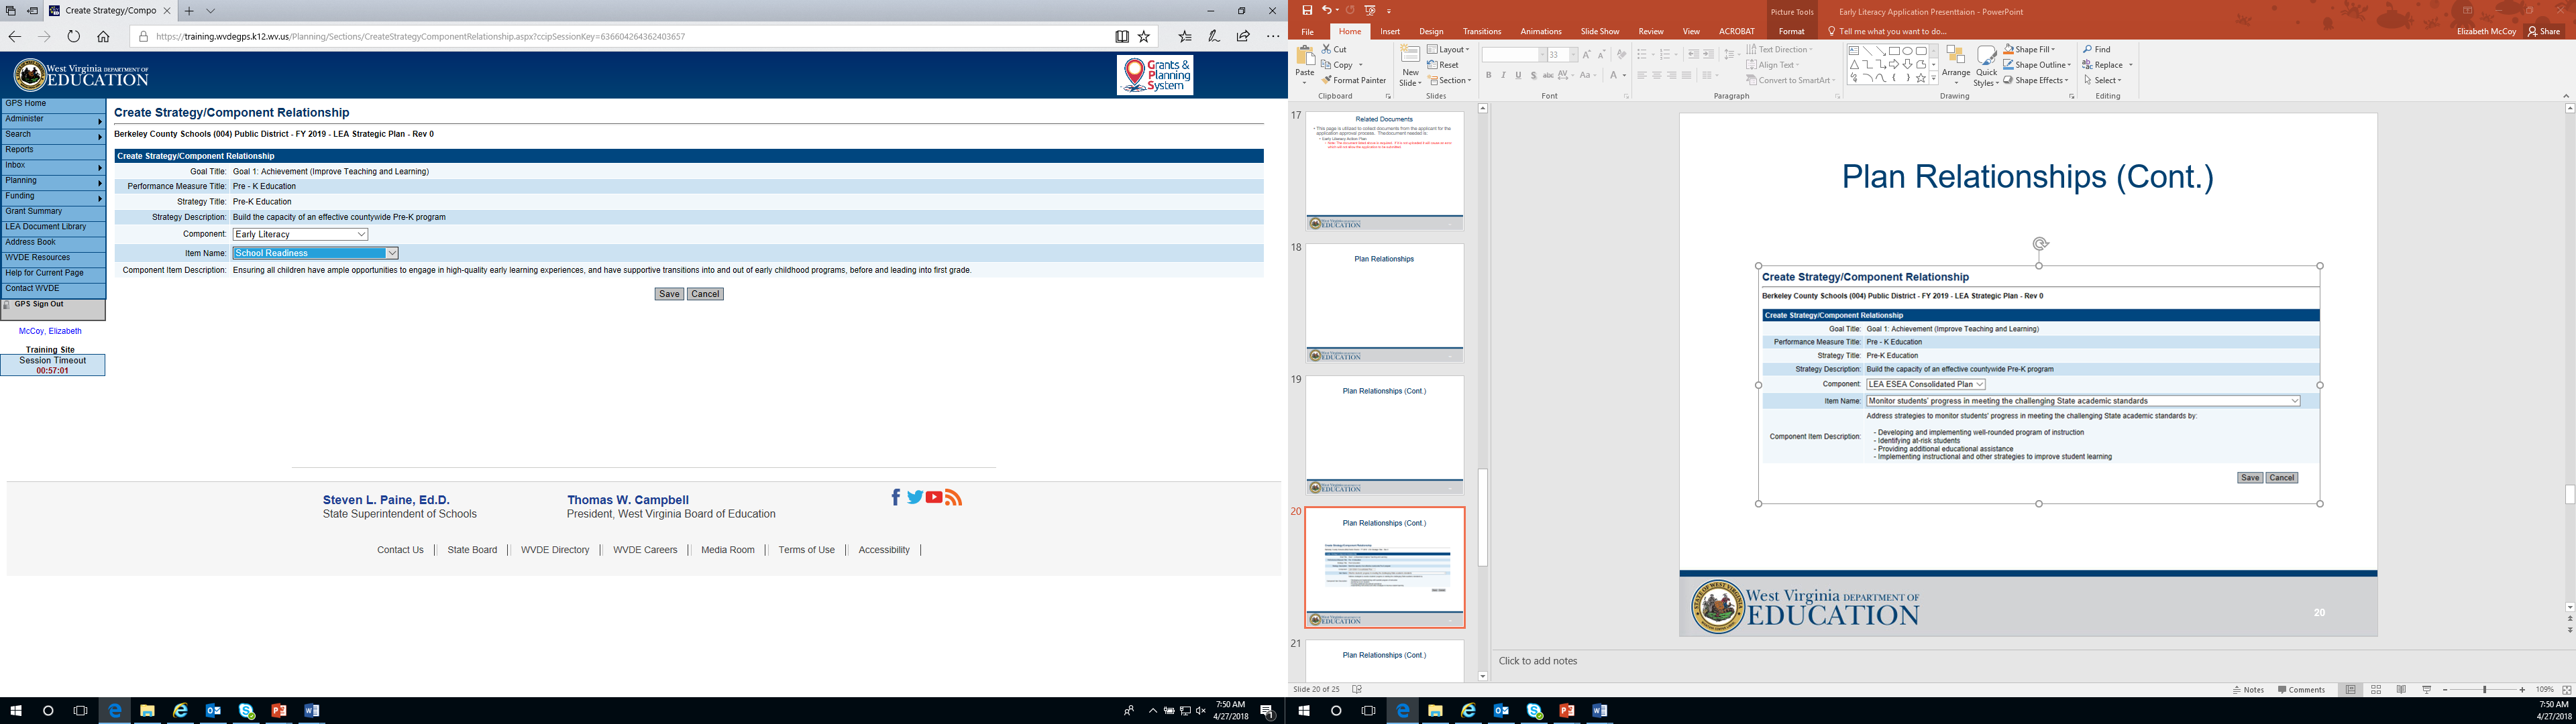 Create Strategy/Compo
https://training.wvdegps.k12.wv.us/Planning/Sections/CreateStrategyComponentRelationship.aspx?ccipSessionKey=636604264362403657
West Virginia DEPARTMENT OF
EDUCATION
Grants &
Planning
System
GPS Home
Administer
Search
Reports
Inbox
Planning
Funding
Grant Summary
LEA Document Library
Address Book
WVDE Resources
Help for Current Page
Contact WVDE
GPS Sign Out
McCoy, Elizabeth
Training Site
Session Timeout
00:57:01
Create Strategy/Component Relationship
Berkeley County Schools (004) Public District - FY 2019 - LEA Strategic Plan - Rev 0
Create Strategy/Component Relationship
Goal Title: Goal 1: Achievement (Improve Teaching and Learning)
Performance Measure Title: Pre - K Education
Strategy Title: Pre-K Education
Strategy Description: Build the capacity of an effective countywide Pre-K program
Component: Early Literacy
Item Name: School Readiness
Component Item Description: Ensuring all children have ample opportunities to engage in high-quality early learning experiences, and have supportive transitions into and out of early childhood programs, before and leading into first grade.
Save Cancel
Steven L. Paine, Ed.D.
State Superintendent of Schools
Thomas W. Campbell
President, West Virginia Board of Education
Contact Us State Board WVDE Directory WVDE Careers Media Room Terms of Use Accessibility
7:50 AM
4/27/2018
Picture Tools
Early Literacy Application Presenttaion - PowerPoint
File Home Insert Design Transitions Animations Slide Show Review View ACROBAT Format Tell me what you want to do...
Elizabeth McCoy Share
Paste
Cut
Copy
Format Painter
Clipboard
New
Slide
Layout
Reset
Section
Slides
33
B I U S abc AV Aa A
Font
Text Direction
Align Text
Convert to SmartArt
Paragraph
Arrange
Quick
Styles
Shape Fill
Shape Outline
Shape Effects
Drawing
Find
Replace
Select
Editing
17
Related Documents
18
Plan Relationships
19
Plan Relationships (Cont.)
20
Plan Relationships (Cont.)
21
Plan Relationships (Cont.)
Plan Relationships (Cont.)
Create Strategy/Component Relationship
Berkeley County Schools (004) Public District - FY 2019 - LEA Strategic Plan - Rev 0
Create Strategy/Component Relationship
Goal Title: Goal 1: Achievement (Improve Teaching and Learning)
Performance Measure Title: Pre - K Education
Strategy Title: Pre-K Education
Strategy Description: Build the capacity of an effective countywide Pre-K program
Component: LEA ESEA Consolidated Plan
Item Name: Monitor students' progress in meeting the challenging State academic standards
Component Item Description: Address strategies to monitor students' progress in meeting the challenging State academic standards by:
- Developing and implementing well-rounded program of instruction
- Identifying at-risk students
- Providing additional educational assistance
- Implementing instructional and other strategies to improve student learning
Save Cancel
West Virginia DEPARTMENT OF
EDUCATION
20
Click to add notes
Slide 20 of 25
Notes Comments 109%
7:50 AM
4/27/2018